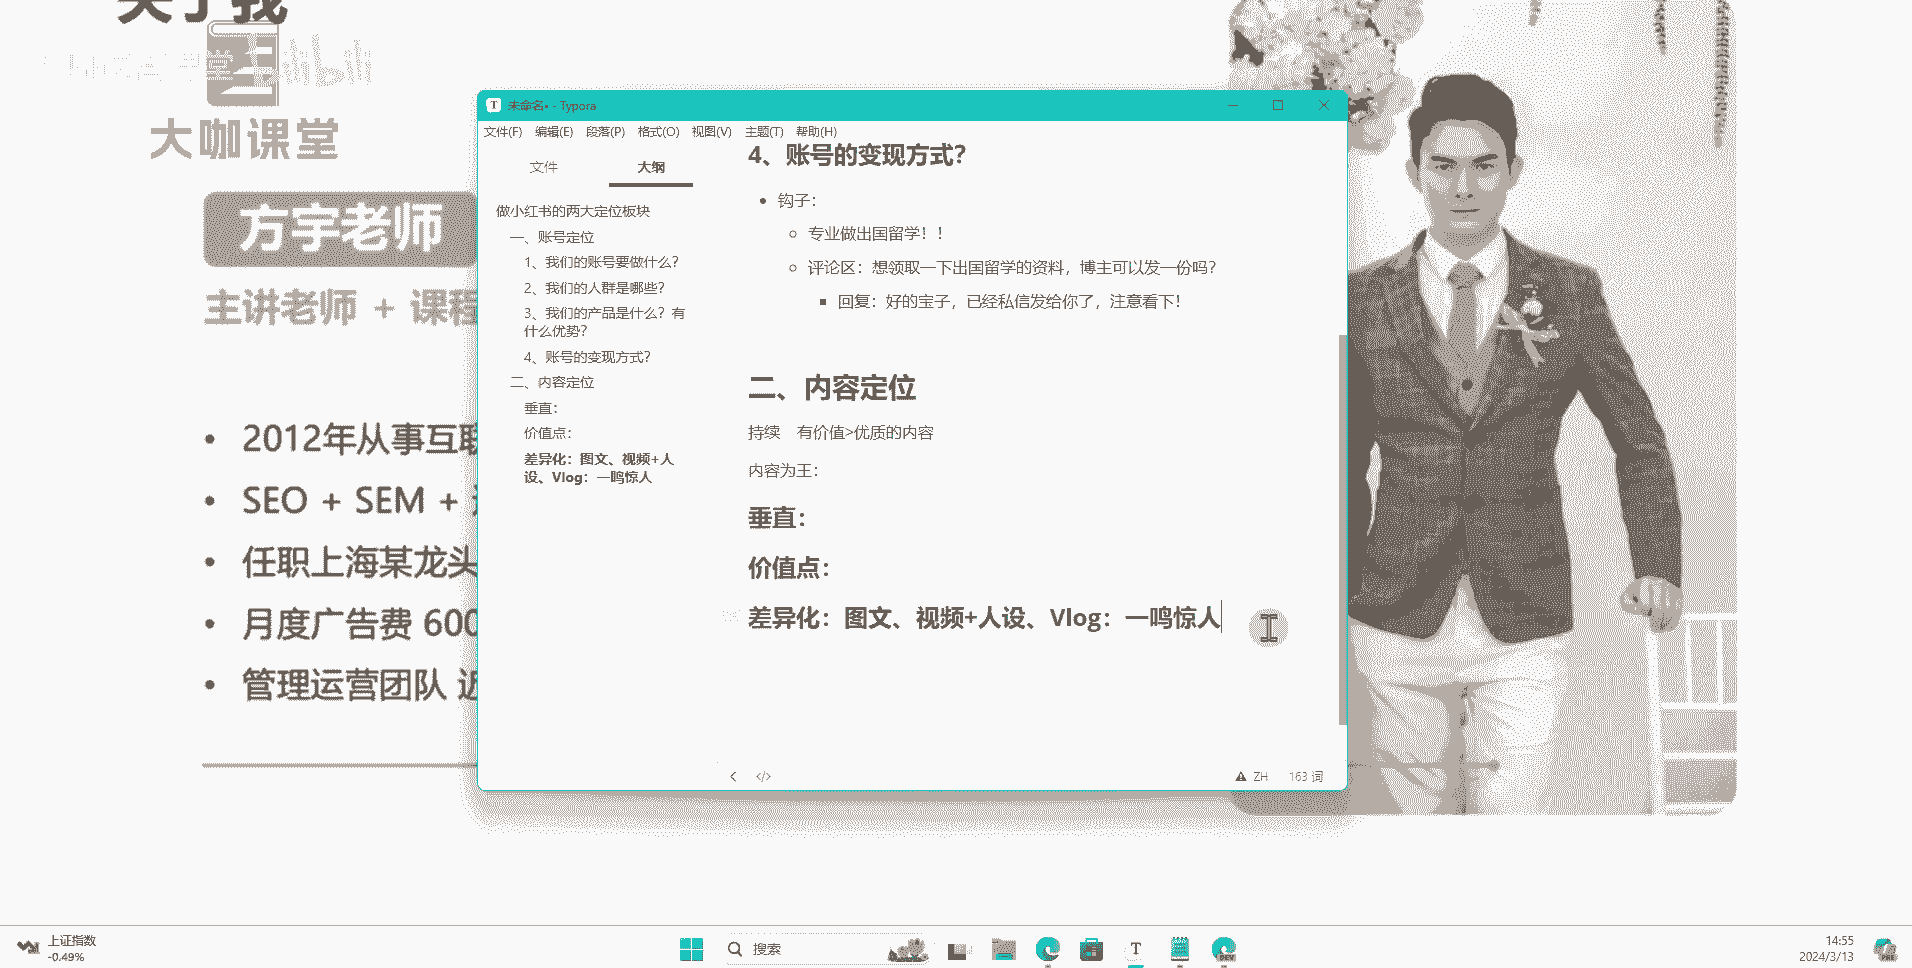 关于我
大咖课堂
方宇老师
主讲老师 + 课程
• 2012年从事互联
• SEO + SEM +
• 任职上海某龙头
• 月度广告费 600
• 管理运营团队 近
未命名• - Typora
文件(F) 编辑(E) 段落(P) 格式(O) 视图(V) 主题(T) 帮助(H)
文件 大纲
做小红书的两大定位板块
一、账号定位
1、我们的账号要做什么？
2、我们的人群是哪些？
3、我们的产品是什么？有
什么优势？
4、账号的变现方式？
二、内容定位
垂直：
价值点：
差异化：图文、视频+人
设、Vlog：一鸣惊人
4、账号的变现方式？
钩子：
专业做出国留学！！
评论区：想领取一下出国留学的资料，博主可以发一份吗？
回复：好的宝子，已经私信发给你了，注意看下！
二、内容定位
持续 有价值>优质的内容
内容为王：
垂直：
价值点：
差异化：图文、视频+人设、Vlog：一鸣惊人
ZH 163 词
上证指数
-0.49%
搜索
14:55
2024/3/13